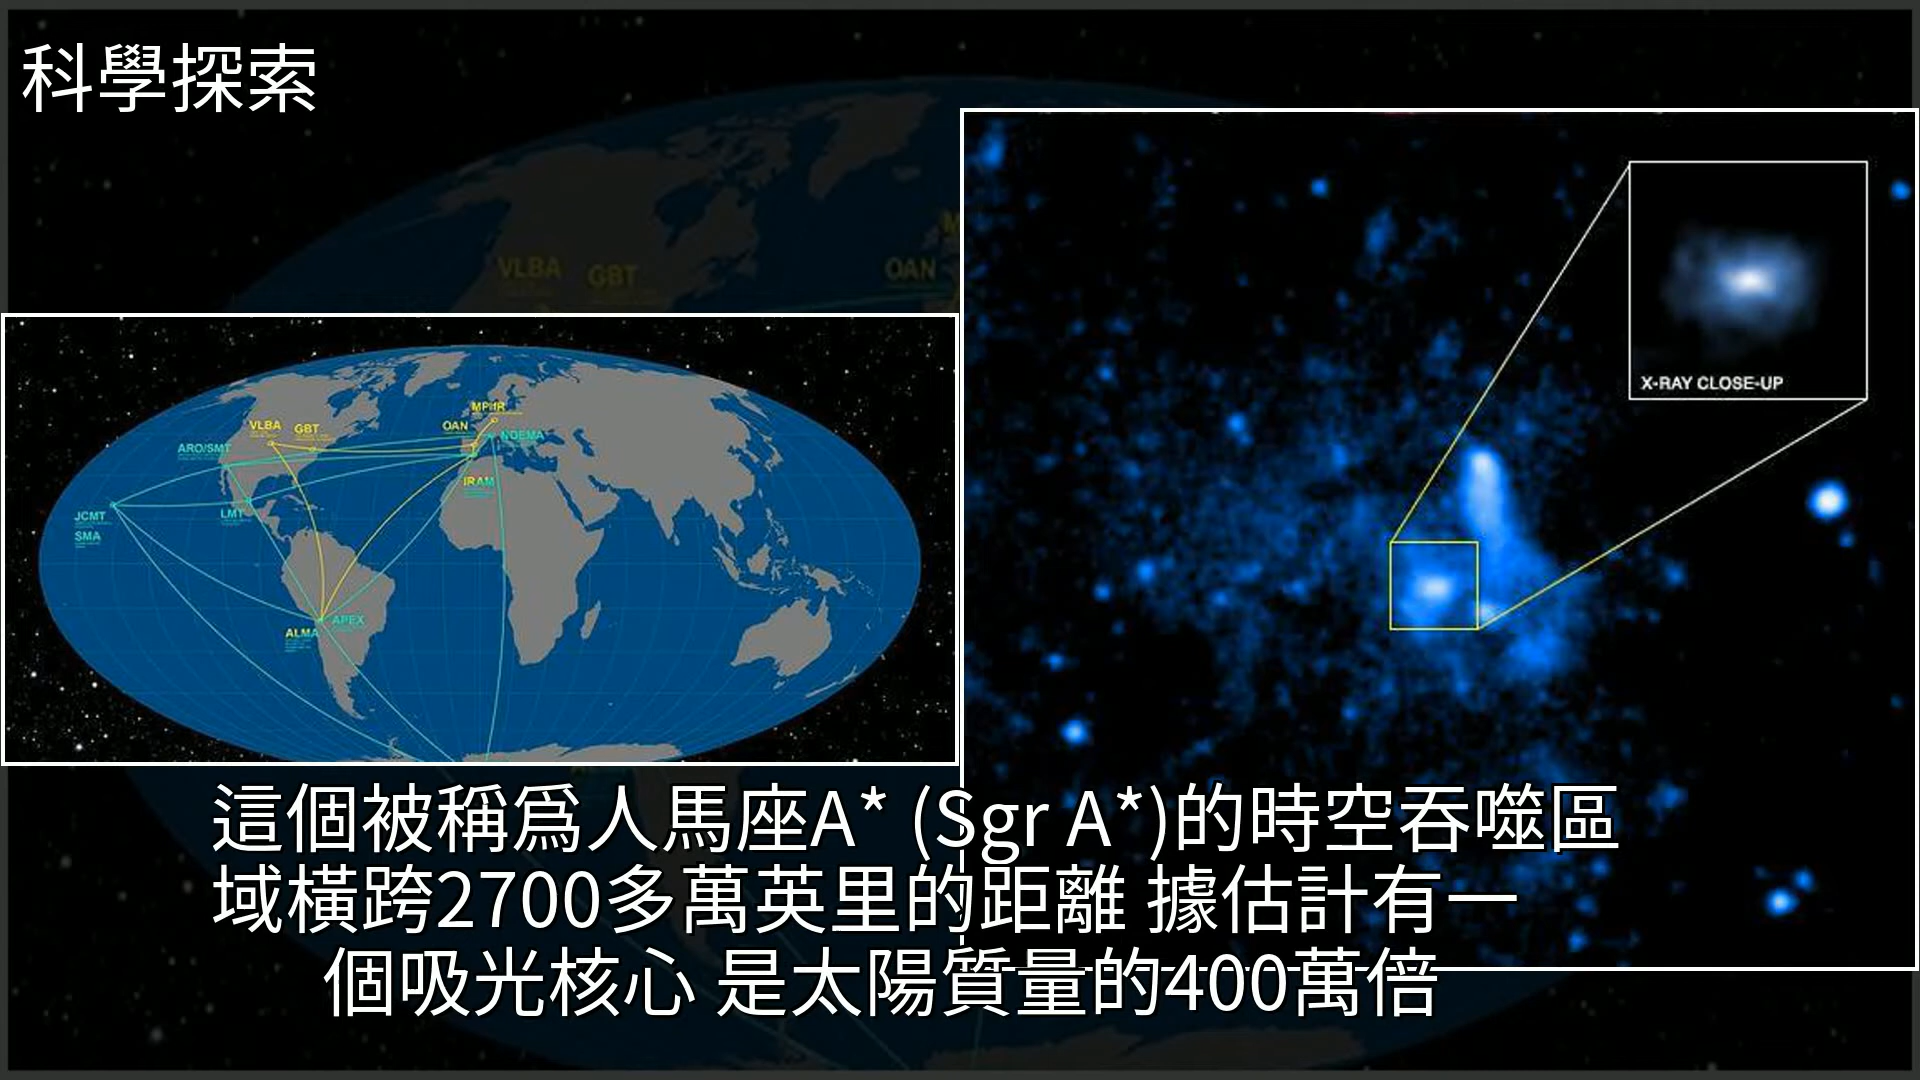 科學探索
VLBA
GBT
OAN
MPIfR
OAN
NOEMA
VLBA
GBT
ARO/SMT
IRAM
JCMT
LMT
SMA
ALMA
APEX
X-RAY CLOSE-UP
這個被稱爲人馬座A* (Sgr A*)的時空吞噬區
域橫跨2700多萬英里的距離 據估計有一
個吸光核心 是太陽質量的400萬倍